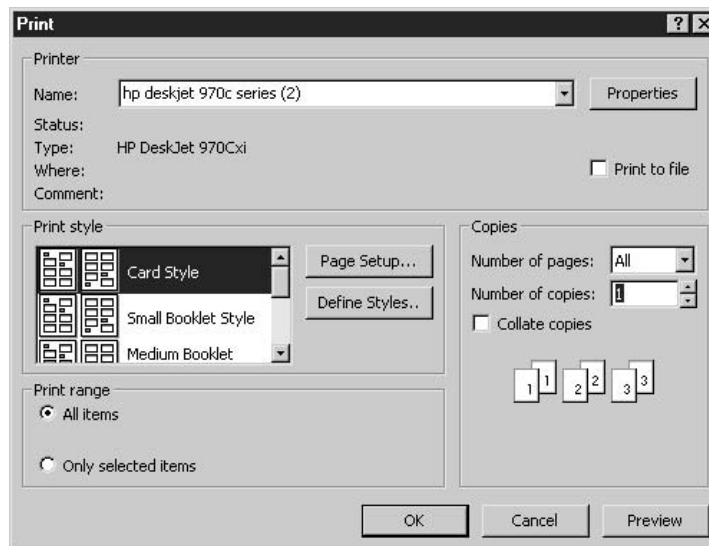 Print
Printer
Name: hp deskjet 970c series (2) Properties
Status:
Type: HP DeskJet 970Cxi
Where: Print to file
Comment:
Print style
Card Style
Small Booklet Style
Medium Booklet
Page Setup...
Define Styles..
Copies
Number of pages: All
Number of copies: 1
Collate copies
1 1 2 2 3 3
Print range
All items
Only selected items
OK Cancel Preview